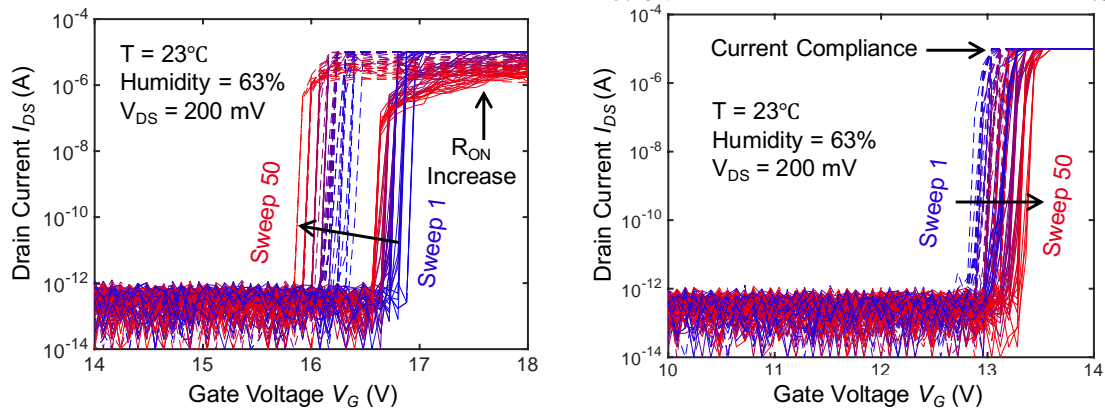 Drain Current I_DS (A)
10^-4
10^-6
10^-8
10^-10
10^-12
10^-14
T = 23℃
Humidity = 63%
V_DS = 200 mV
R_ON
Increase
Sweep 50
Sweep 1
14
15
16
17
18
Gate Voltage V_G (V)
Drain Current I_DS (A)
10^-4
10^-6
10^-8
10^-10
10^-12
10^-14
Current Compliance
T = 23℃
Humidity = 63%
V_DS = 200 mV
Sweep 1
Sweep 50
10
11
12
13
14
Gate Voltage V_G (V)